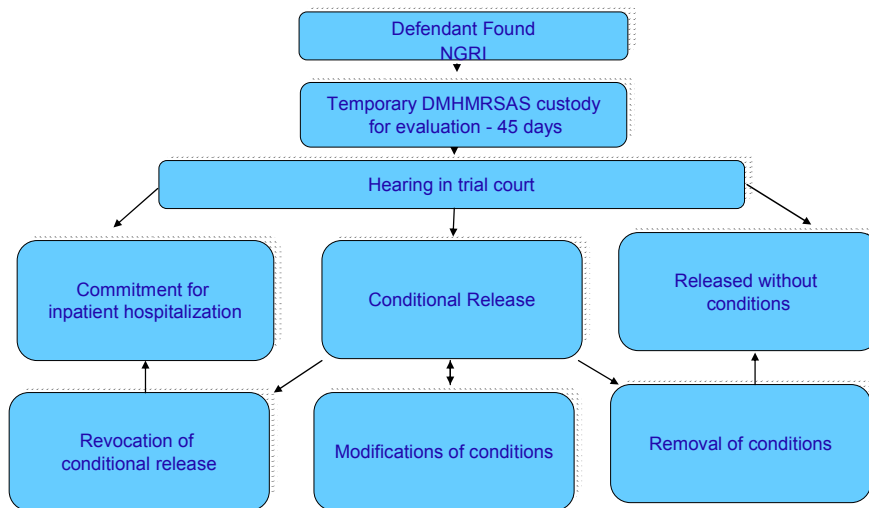 Defendant Found
NGRI
Temporary DMHMRSAS custody
for evaluation - 45 days
Hearing in trial court
Commitment for
inpatient hospitalization
Conditional Release
Released without
conditions
Revocation of
conditional release
Modifications of conditions
Removal of conditions